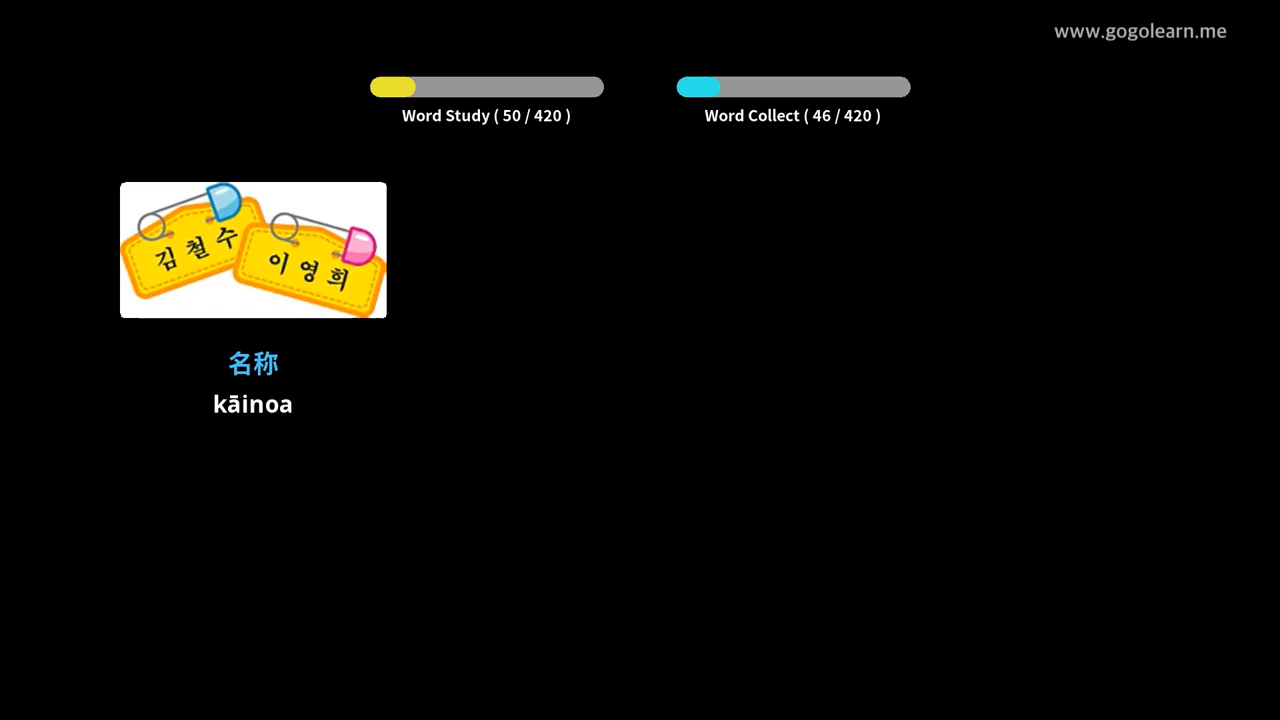 www.gogolearn.me
Word Study ( 50 / 420 )
Word Collect ( 46 / 420 )
김철수
이영희
名称
kāinoa